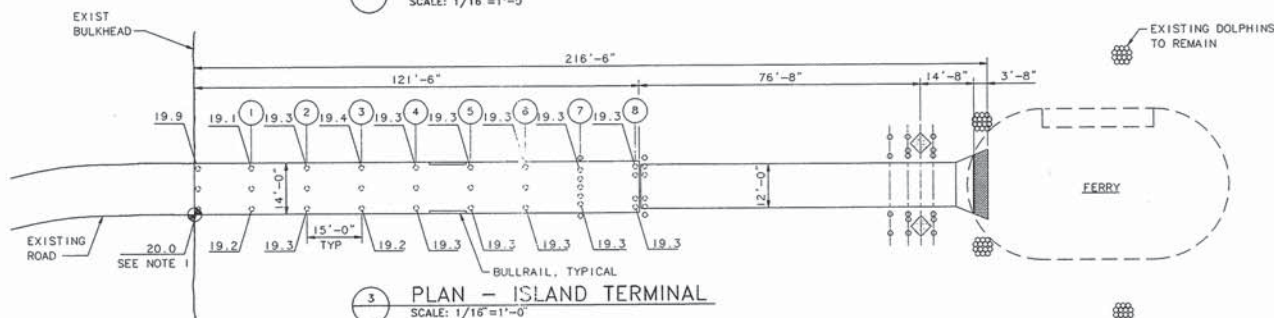 SCALE: 1/16"=1'-0"
EXIST
BULKHEAD
EXISTING DOLPHINS
TO REMAIN
216'-6"
121'-6"
76'-8"
14'-8"
3'-8"
19.9
19.1
1
19.3
2
19.4
3
19.3
4
19.3
5
19.3
6
19.3
7
19.3
8
14'-0"
12'-0"
FERRY
15'-0"
TYP
EXISTING
ROAD
20.0
SEE NOTE 1
19.2
19.3
19.2
19.3
19.3
19.3
19.3
19.3
BULLRAIL, TYPICAL
3
PLAN - ISLAND TERMINAL
SCALE: 1/16"=1'-0"